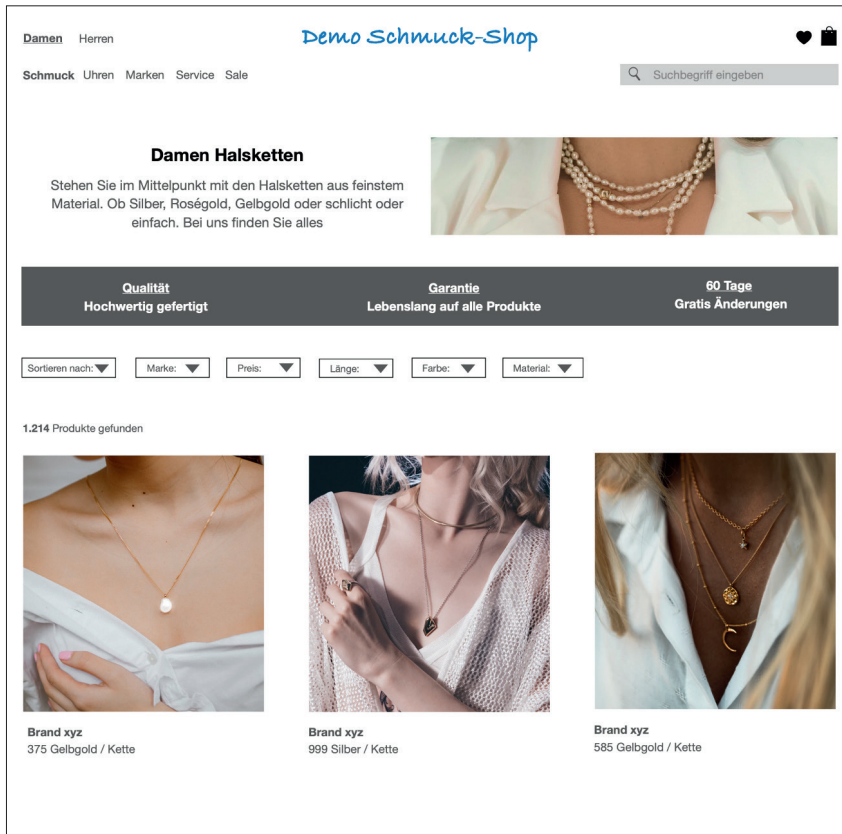 Damen Herren
Demo Schmuck-Shop
Schmuck Uhren Marken Service Sale
Suchbegriff eingeben
Damen Halsketten
Stehen Sie im Mittelpunkt mit den Halsketten aus feinstem
Material. Ob Silber, Roségold, Gelbgold oder schlicht oder
einfach. Bei uns finden Sie alles
Qualität
Hochwertig gefertigt
Garantie
Lebenslang auf alle Produkte
60 Tage
Gratis Änderungen
Sortieren nach:
Marke:
Preis:
Länge:
Farbe:
Material:
1.214 Produkte gefunden
Brand xyz
375 Gelbgold / Kette
Brand xyz
999 Silber / Kette
Brand xyz
585 Gelbgold / Kette